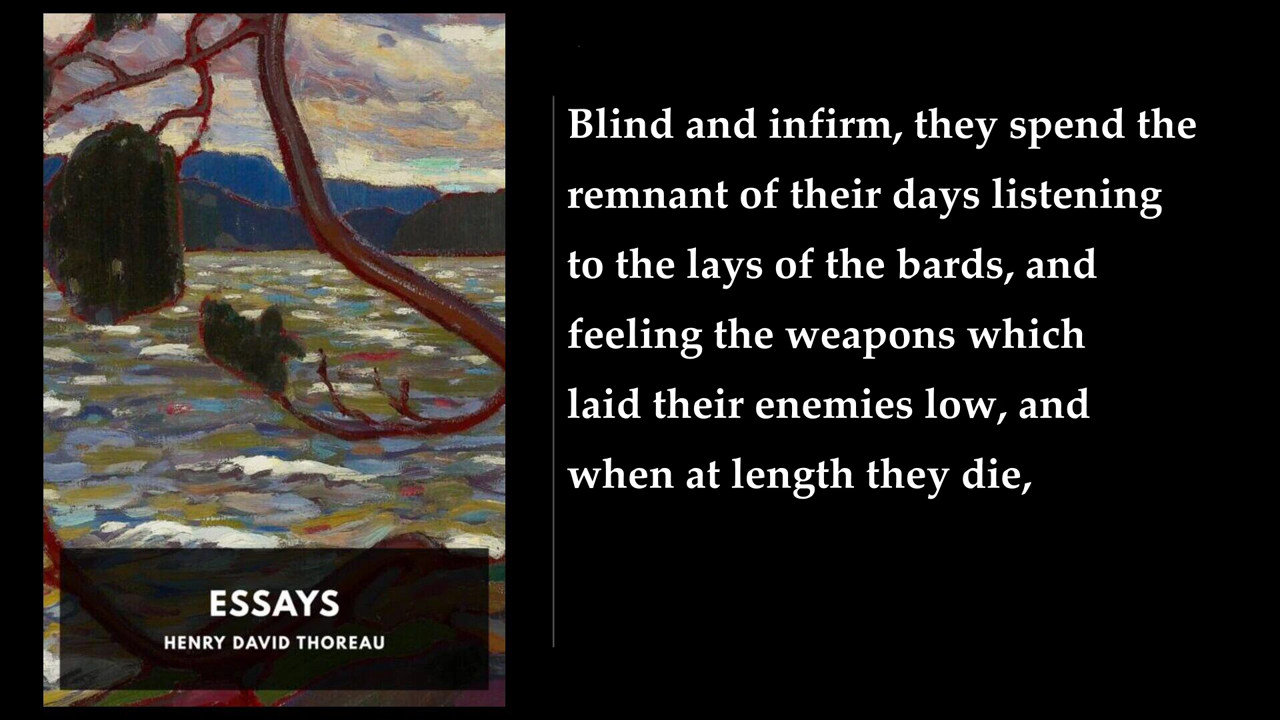 ESSAYS
HENRY DAVID THOREAU
Blind and infirm, they spend the
remnant of their days listening
to the lays of the bards, and
feeling the weapons which
laid their enemies low, and
when at length they die,